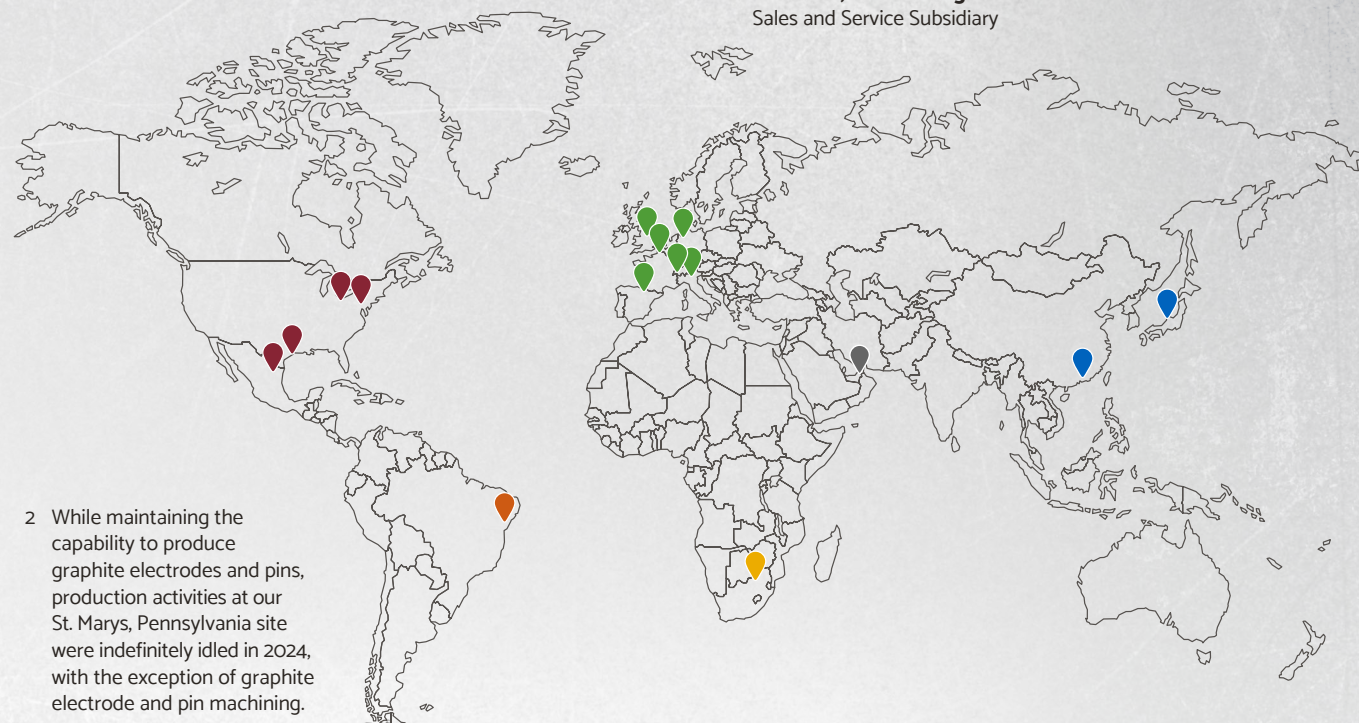 Sales and Service Subsidiary
2 While maintaining the
capability to produce
graphite electrodes and pins,
production activities at our
St. Marys, Pennsylvania site
were indefinitely idled in 2024,
with the exception of graphite
electrode and pin machining.